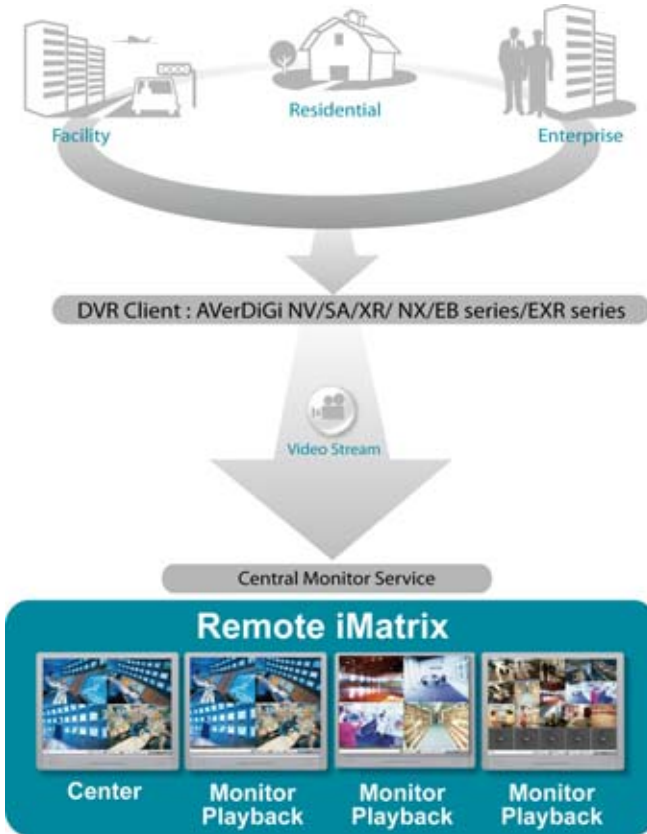 Facility
Residential
Enterprise
DVR Client : AVerDiGi NV/SA/XR/ NX/EB series/EXR series
Video Stream
Central Monitor Service
Remote iMatrix
Center
Monitor
Playback
Monitor
Playback
Monitor
Playback